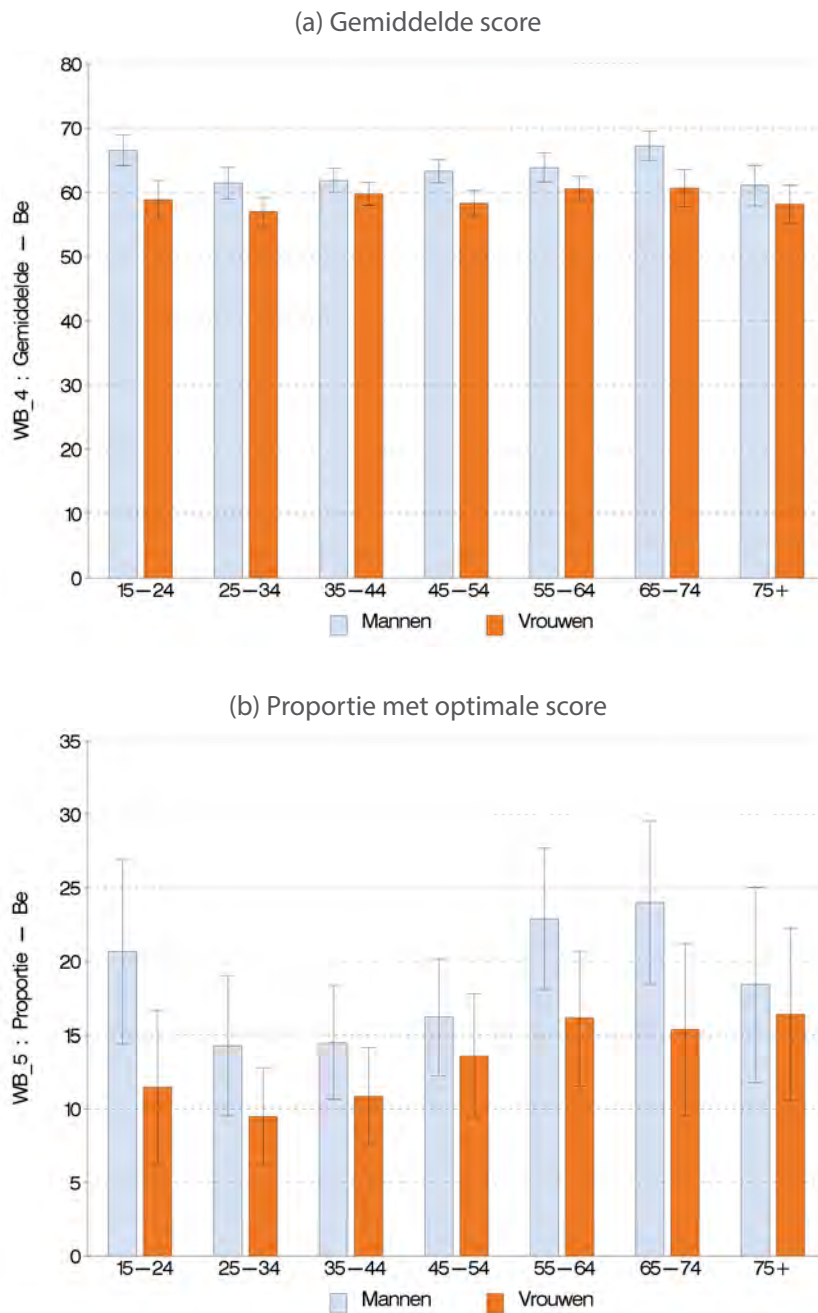 (a) Gemiddelde score
WB_4 : Gemiddelde – Be
80
70
60
50
40
30
20
10
0
15–24 25–34 35–44 45–54 55–64 65–74 75+
Mannen Vrouwen
(b) Proportie met optimale score
WB_5 : Proportie – Be
35
30
25
20
15
10
5
0
15–24 25–34 35–44 45–54 55–64 65–74 75+
Mannen Vrouwen